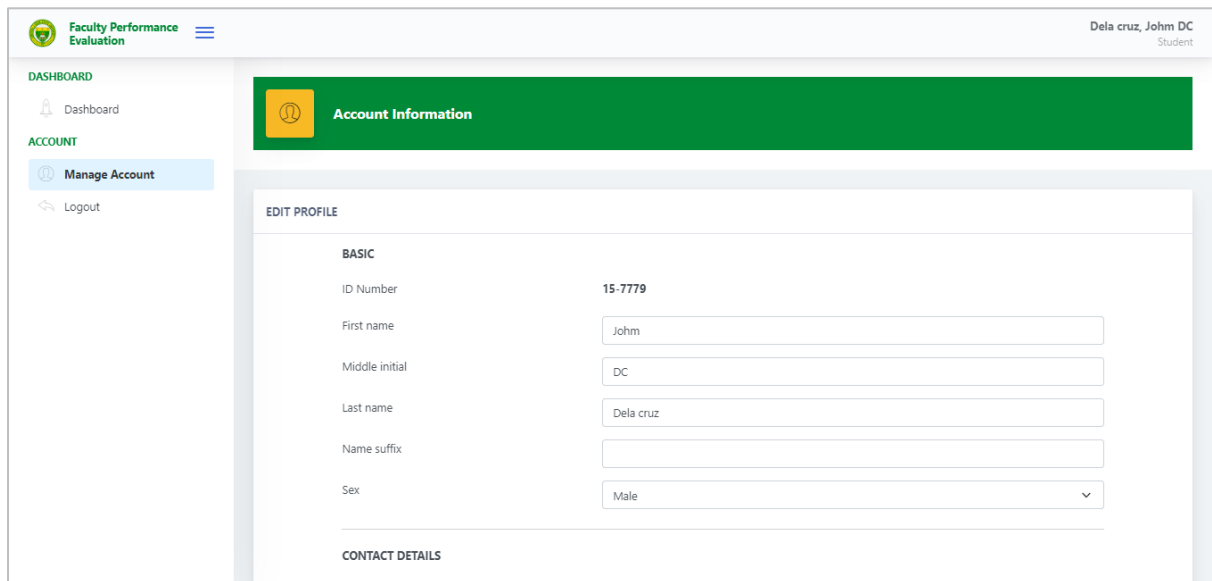 Faculty Performance
Evaluation
Dela cruz, Johm DC
Student
DASHBOARD
Dashboard
ACCOUNT
Manage Account
Logout
Account Information
EDIT PROFILE
BASIC
ID Number 15-7779
First name Johm
Middle initial DC
Last name Dela cruz
Name suffix
Sex Male
CONTACT DETAILS